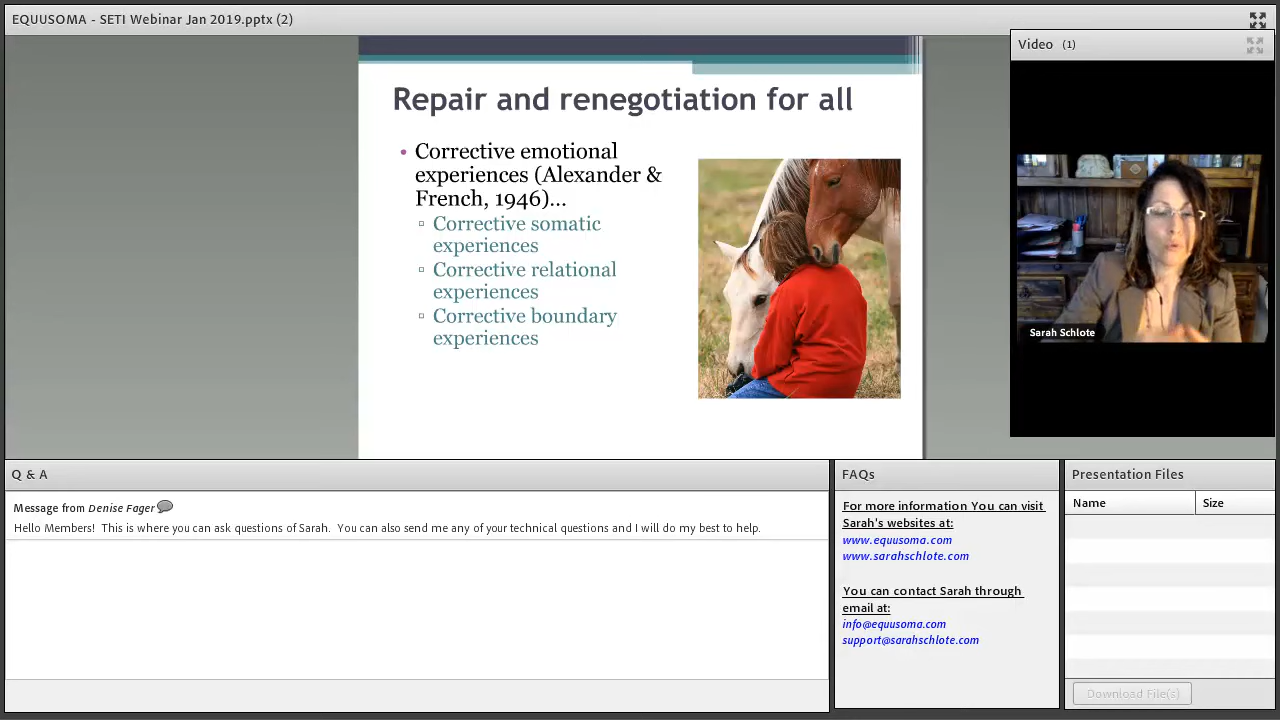 EQUUSOMA - SETI Webinar Jan 2019.pptx (2)
Video (1)
Repair and renegotiation for all
• Corrective emotional
experiences (Alexander &
French, 1946)...
▫ Corrective somatic
experiences
▫ Corrective relational
experiences
▫ Corrective boundary
experiences
Sarah Schlote
Q & A
Message from Denise Fager
Hello Members! This is where you can ask questions of Sarah. You can also send me any of your technical questions and I will do my best to help.
FAQs
For more information You can visit
Sarah's websites at:
www.equusoma.com
www.sarahschlote.com
You can contact Sarah through
email at:
info@equusoma.com
support@sarahschlote.com
Presentation Files
Name Size
Download File(s)